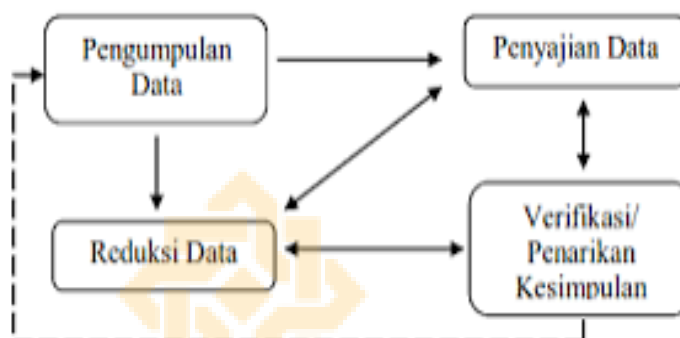 Pengumpulan
Data
Penyajian Data
Reduksi Data
Verifikasi/
Penarikan
Kesimpulan